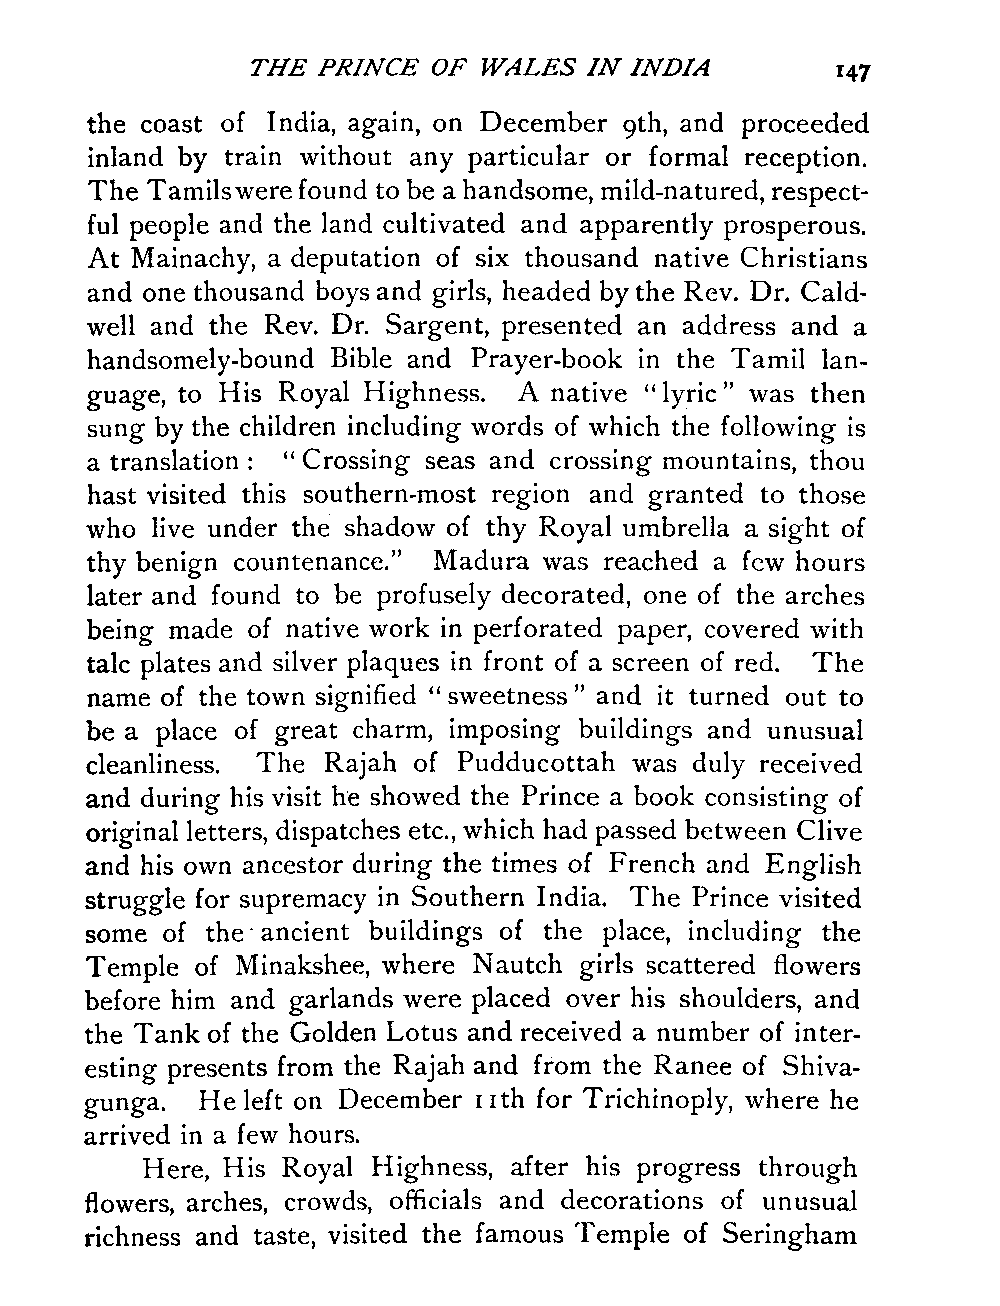 THE PRINCE OF WALES IN INDIA 147
the coast of India, again, on December 9th, and proceeded
inland by train without any particular or formal reception.
The Tamils were found to be a handsome, mild-natured, respect-
ful people and the land cultivated and apparently prosperous.
At Mainachy, a deputation of six thousand native Christians
and one thousand boys and girls, headed by the Rev. Dr. Cald-
well and the Rev. Dr. Sargent, presented an address and a
handsomely-bound Bible and Prayer-book in the Tamil lan-
guage, to His Royal Highness. A native "lyric" was then
sung by the children including words of which the following is
a translation: "Crossing seas and crossing mountains, thou
hast visited this southern-most region and granted to those
who live under the shadow of thy Royal umbrella a sight of
thy benign countenance." Madura was reached a few hours
later and found to be profusely decorated, one of the arches
being made of native work in perforated paper, covered with
talc plates and silver plaques in front of a screen of red. The
name of the town signified "sweetness" and it turned out to
be a place of great charm, imposing buildings and unusual
cleanliness. The Rajah of Pudducottah was duly received
and during his visit he showed the Prince a book consisting of
original letters, dispatches etc., which had passed between Clive
and his own ancestor during the times of French and English
struggle for supremacy in Southern India. The Prince visited
some of the ancient buildings of the place, including the
Temple of Minakshee, where Nautch girls scattered flowers
before him and garlands were placed over his shoulders, and
the Tank of the Golden Lotus and received a number of inter-
esting presents from the Rajah and from the Ranee of Shiva-
gunga. He left on December 11th for Trichinoply, where he
arrived in a few hours.
Here, His Royal Highness, after his progress through
flowers, arches, crowds, officials and decorations of unusual
richness and taste, visited the famous Temple of Seringham